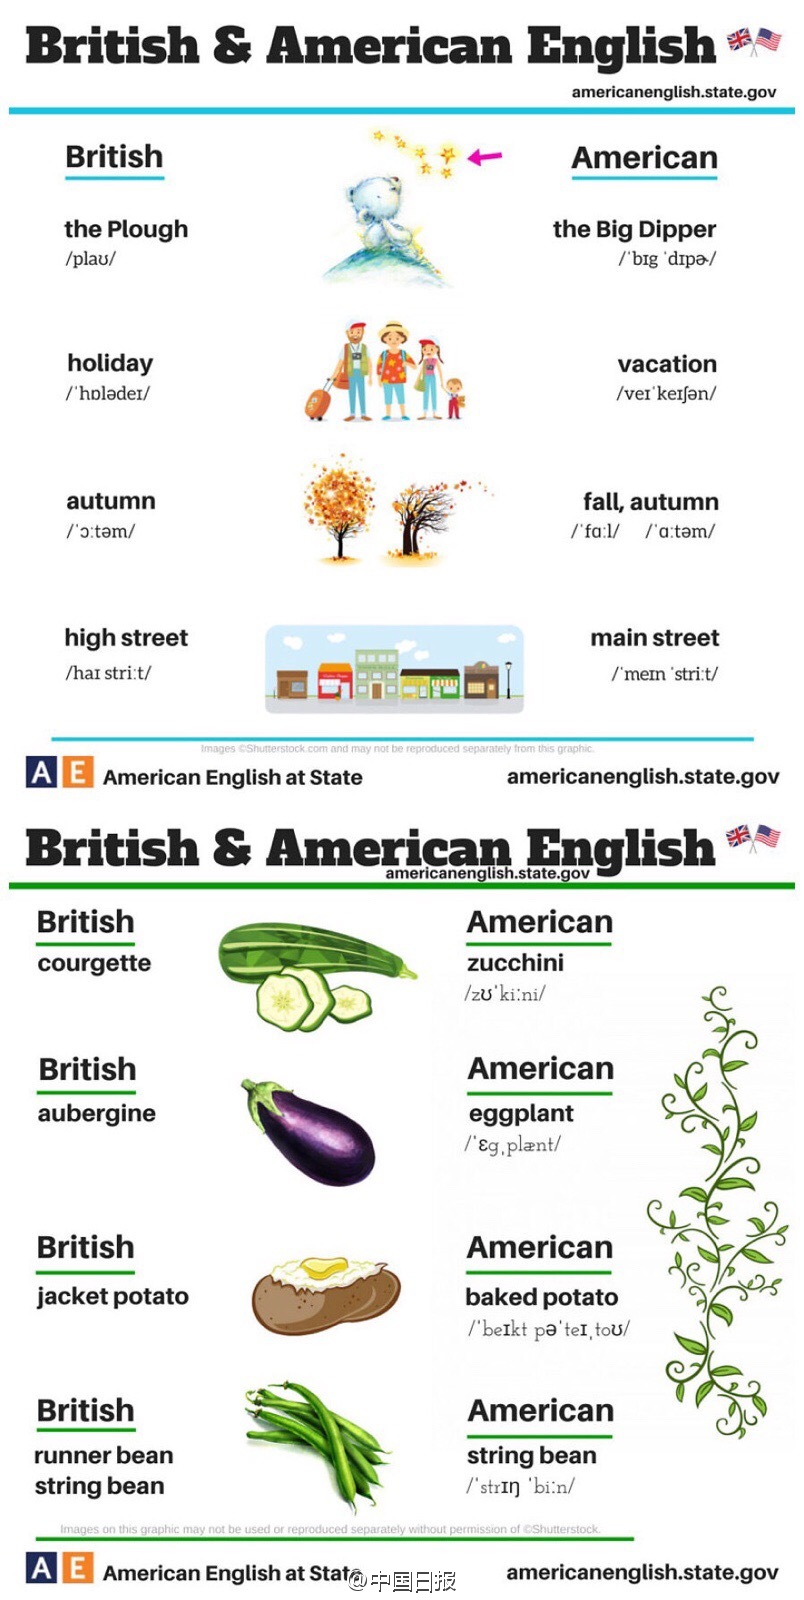 British & American English
americanenglish.state.gov
British
American
the Plough
/plaʊ/
the Big Dipper
/ˈbɪg ˈdɪpɚ/
holiday
/ˈhɒlədeɪ/
vacation
/veɪˈkeɪʃən/
autumn
/ˈɔːtəm/
fall, autumn
/ˈfɑːl/ /ˈɑːtəm/
high street
/haɪ striːt/
main street
/ˈmeɪn ˈstriːt/
Images ©Shutterstock.com and may not be reproduced separately from this graphic.
A E American English at State
americanenglish.state.gov
British & American English
americanenglish.state.gov
British
courgette
American
zucchini
/zʊˈkiːni/
British
aubergine
American
eggplant
/ˈɛgˌplænt/
British
jacket potato
American
baked potato
/ˈbeɪkt pəˈteɪˌtoʊ/
British
runner bean
string bean
American
string bean
/ˈstrɪŋ ˈbiːn/
Images on this graphic may not be used or reproduced separately without permission of ©Shutterstock.
A E American English at State
@中国日报
americanenglish.state.gov